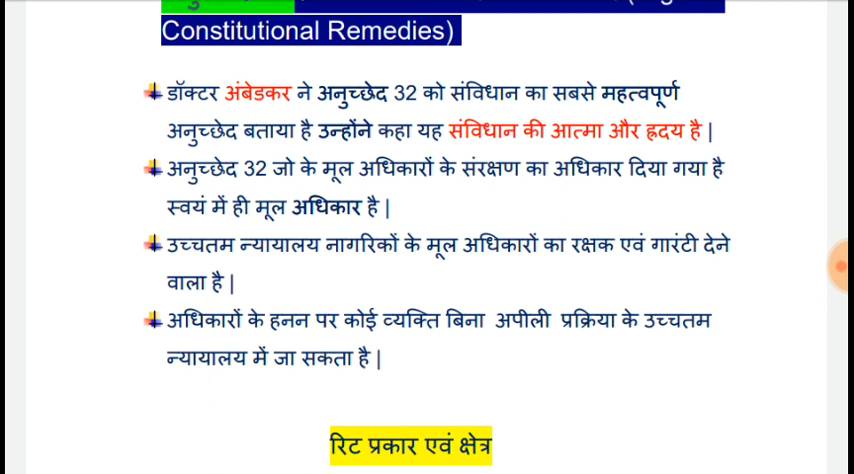 Constitutional Remedies)
डॉक्टर अंबेडकर ने अनुच्छेद 32 को संविधान का सबसे महत्वपूर्ण
अनुच्छेद बताया है उन्होंने कहा यह संविधान की आत्मा और ह्रदय है |
अनुच्छेद 32 जो के मूल अधिकारों के संरक्षण का अधिकार दिया गया है
स्वयं में ही मूल अधिकार है |
उच्चतम न्यायालय नागरिकों के मूल अधिकारों का रक्षक एवं गारंटी देने
वाला है |
अधिकारों के हनन पर कोई व्यक्ति बिना अपीली प्रक्रिया के उच्चतम
न्यायालय में जा सकता है |
रिट प्रकार एवं क्षेत्र